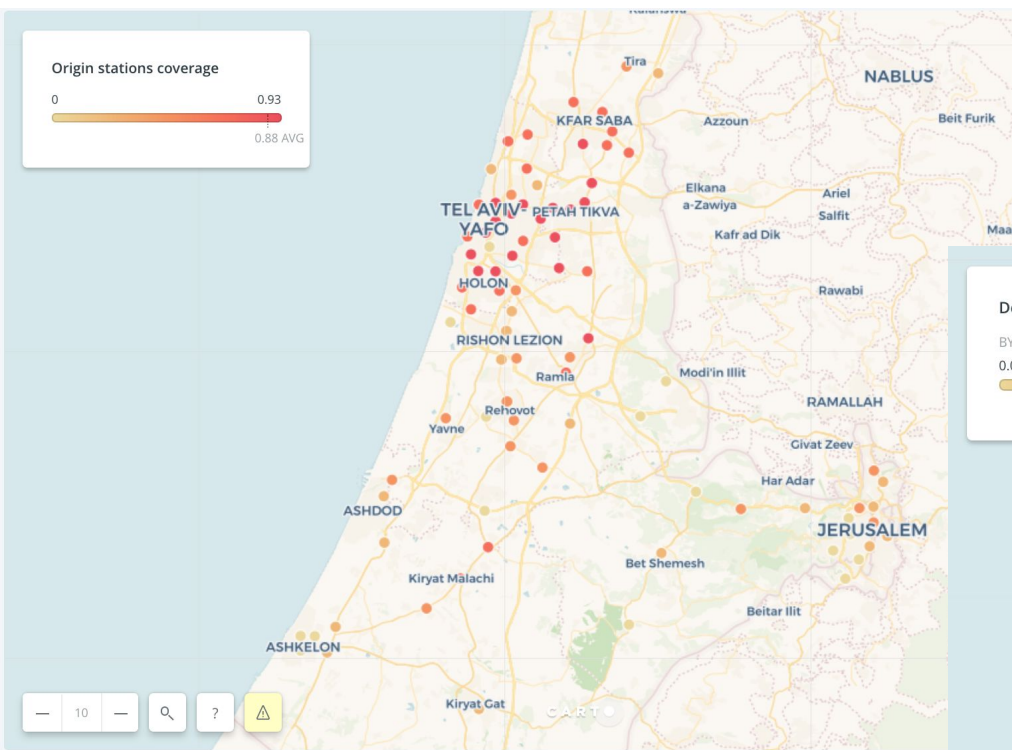 Origin stations coverage
0 0.93
0.88 AVG
Tira
NABLUS
KFAR SABA
Azzoun
Beit Furik
Elkana
a-Zawiya
Ariel
Salfit
TEL AVIV-
YAFO
PETAH TIKVA
Kafr ad Dik
HOLON
Rawabi
RISHON LEZION
Ramla
Modi'in Illit
RAMALLAH
Rehovot
Yavne
Givat Zeev
Har Adar
ASHDOD
JERUSALEM
Bet Shemesh
Kiryat Malachi
Beitar Ilit
ASHKELON
Kiryat Gat
CARTO
10
?